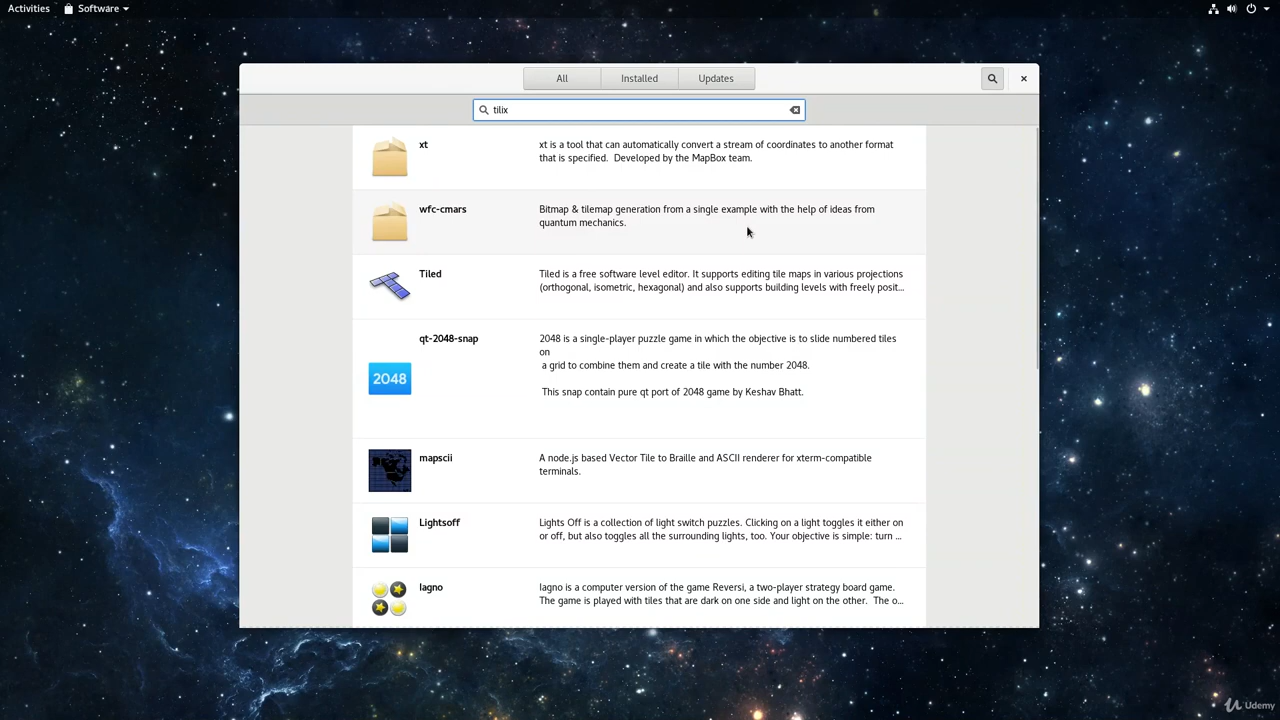 Activities
Software
All
Installed
Updates
tilix
xt
xt is a tool that can automatically convert a stream of coordinates to another format
that is specified.  Developed by the MapBox team.
wfc-cmars
Bitmap & tilemap generation from a single example with the help of ideas from
quantum mechanics.
Tiled
Tiled is a free software level editor. It supports editing tile maps in various projections
(orthogonal, isometric, hexagonal) and also supports building levels with freely posit...
qt-2048-snap
2048 is a single-player puzzle game in which the objective is to slide numbered tiles
on
a grid to combine them and create a tile with the number 2048.
This snap contain pure qt port of 2048 game by Keshav Bhatt.
2048
mapscii
A node.js based Vector Tile to Braille and ASCII renderer for xterm-compatible
terminals.
Lightsoff
Lights Off is a collection of light switch puzzles. Clicking on a light toggles it either on
or off, but also toggles all the surrounding lights, too. Your objective is simple: turn ...
Iagno
Iagno is a computer version of the game Reversi, a two-player strategy board game.
The game is played with tiles that are dark on one side and light on the other.  The o...
Udemy